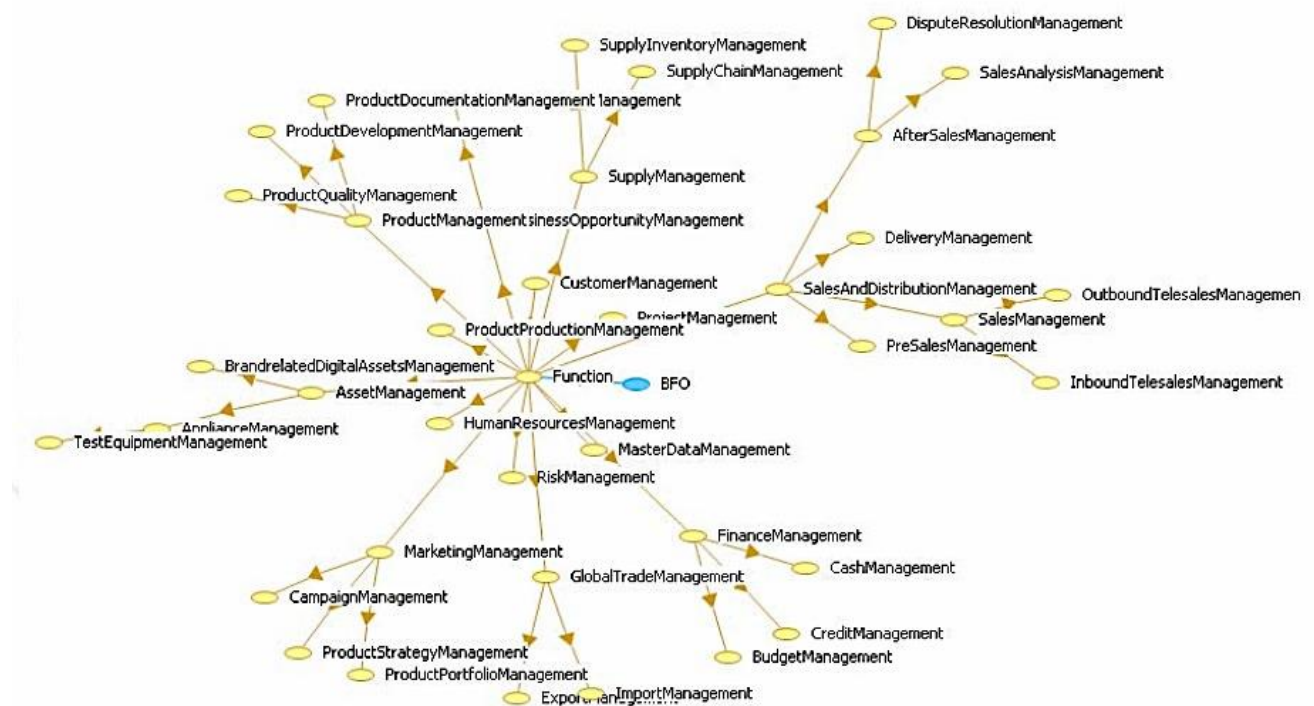 DisputeResolutionManagement
SupplyInventoryManagement
SupplyChainManagement
SalesAnalysisManagement
ProductDocumentationManagement
ProductDevelopmentManagement
AfterSalesManagement
SupplyManagement
ProductQualityManagement
ProductManagement
sinessOpportunityManagement
DeliveryManagement
CustomerManagement
SalesAndDistributionManagement
OutboundTelesalesManagemen
ProjectManagement
SalesManagement
ProductProductionManagement
PreSalesManagement
BrandrelatedDigitalAssetsManagement
Function
BFO
InboundTelesalesManagement
AssetManagement
HumanResourcesManagement
ApplianceManagement
TestEquipmentManagement
MasterDataManagement
RiskManagement
FinanceManagement
MarketingManagement
CashManagement
GlobalTradeManagement
CampaignManagement
CreditManagement
ProductStrategyManagement
BudgetManagement
ProductPortfolioManagement
ImportManagement
ExportManagement